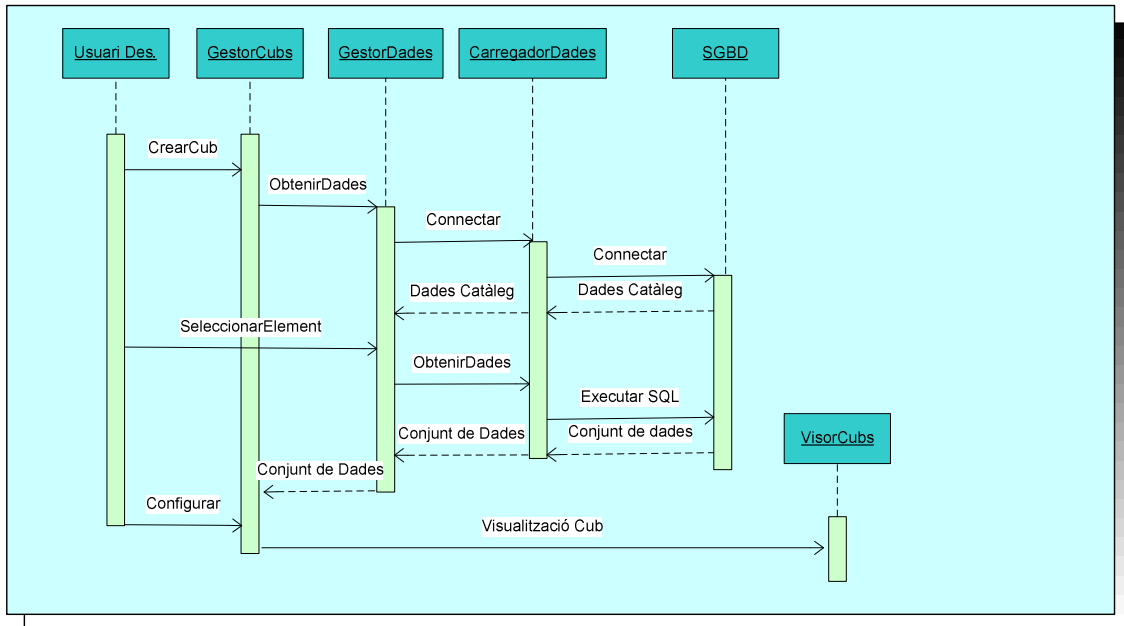 Usuari Des.
GestorCubs
GestorDades
CarregadorDades
SGBD
CrearCub
ObtenirDades
Connectar
Connectar
Dades Catàleg
Dades Catàleg
SeleccionarElement
ObtenirDades
Executar SQL
Conjunt de Dades
Conjunt de dades
VisorCubs
Conjunt de Dades
Configurar
Visualització Cub